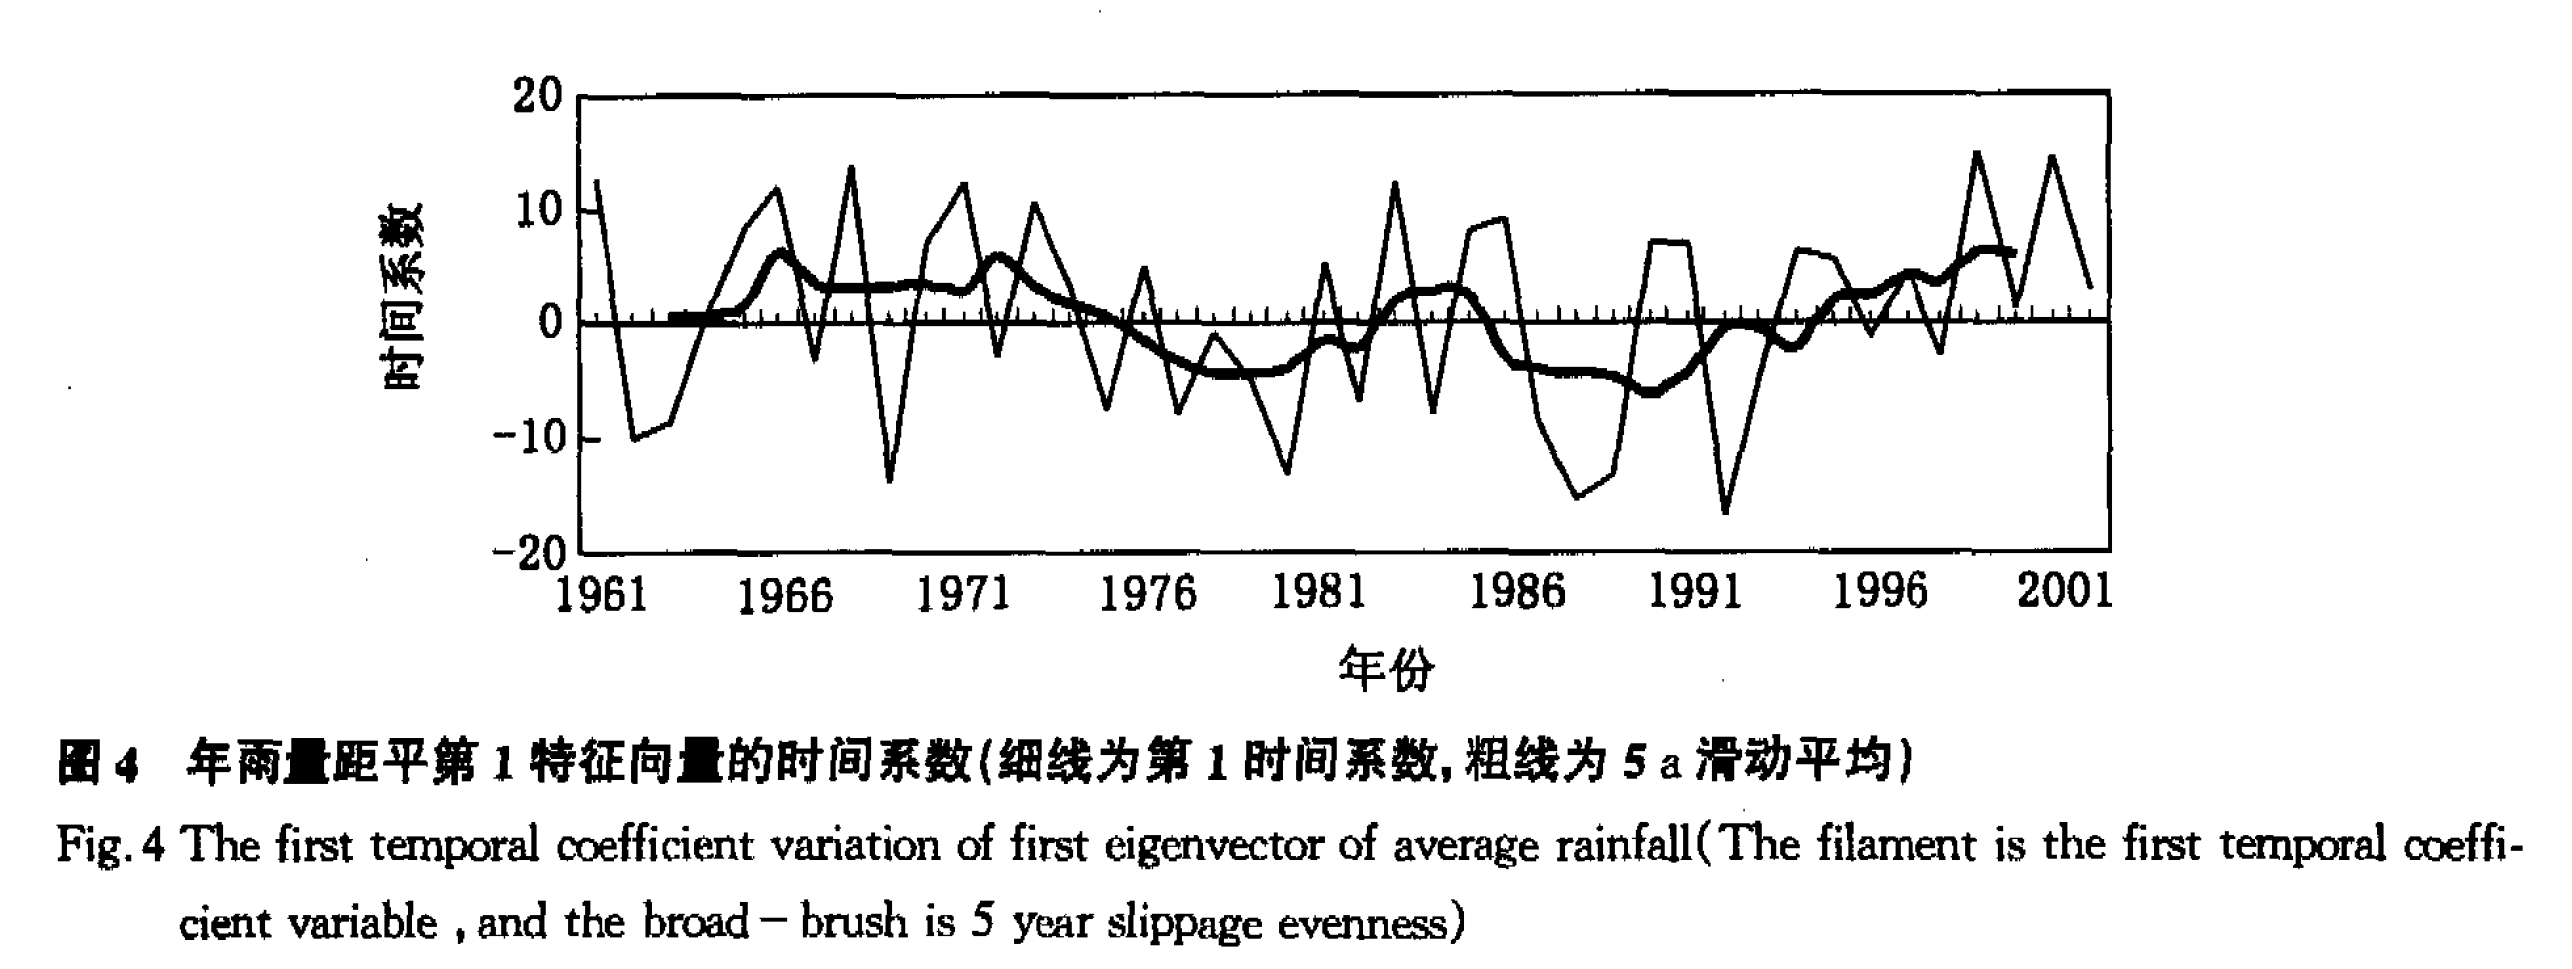 20
10
0
-10
-20
时间系数
1961 1966 1971 1976 1981 1986 1991 1996 2001
年份
图4 年雨量距平第1特征向量的时间系数(细线为第1时间系数,粗线为5a滑动平均)
Fig.4 The first temporal coefficient variation of first eigenvector of average rainfall(The filament is the first temporal coeffi-
cient variable , and the broad-brush is 5 year slippage evenness)